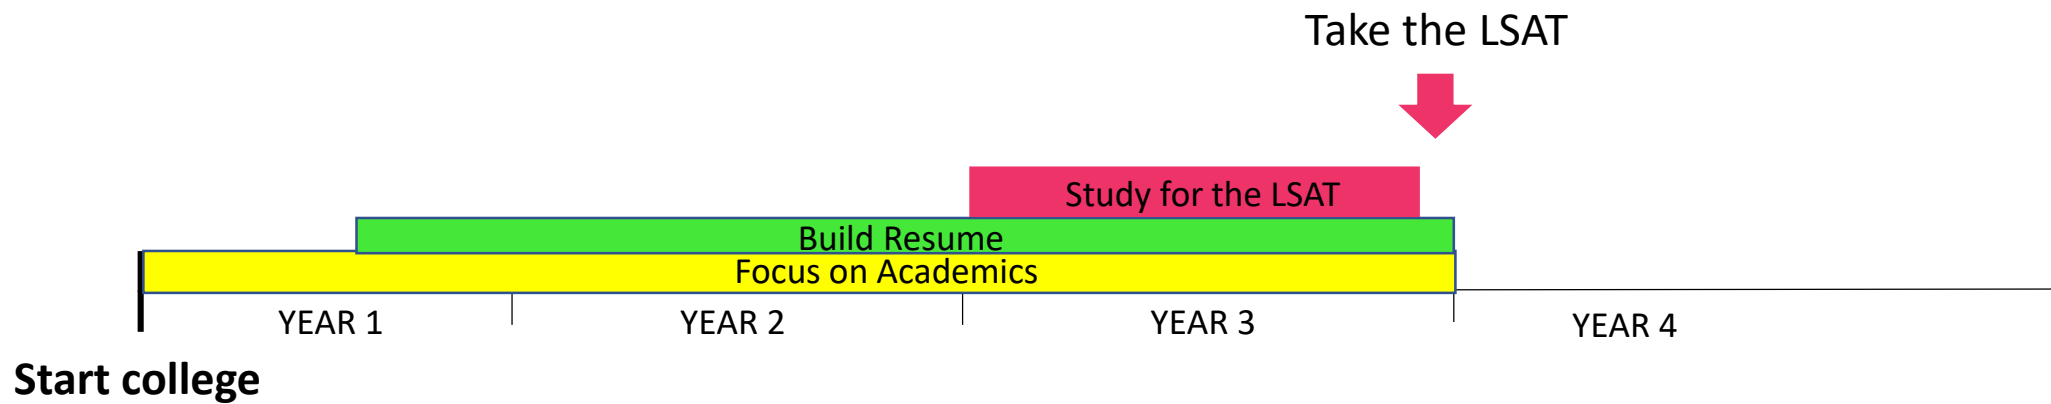 Take the LSAT
Study for the LSAT
Build Resume
Focus on Academics
YEAR 1
YEAR 2
YEAR 3
YEAR 4
Start college